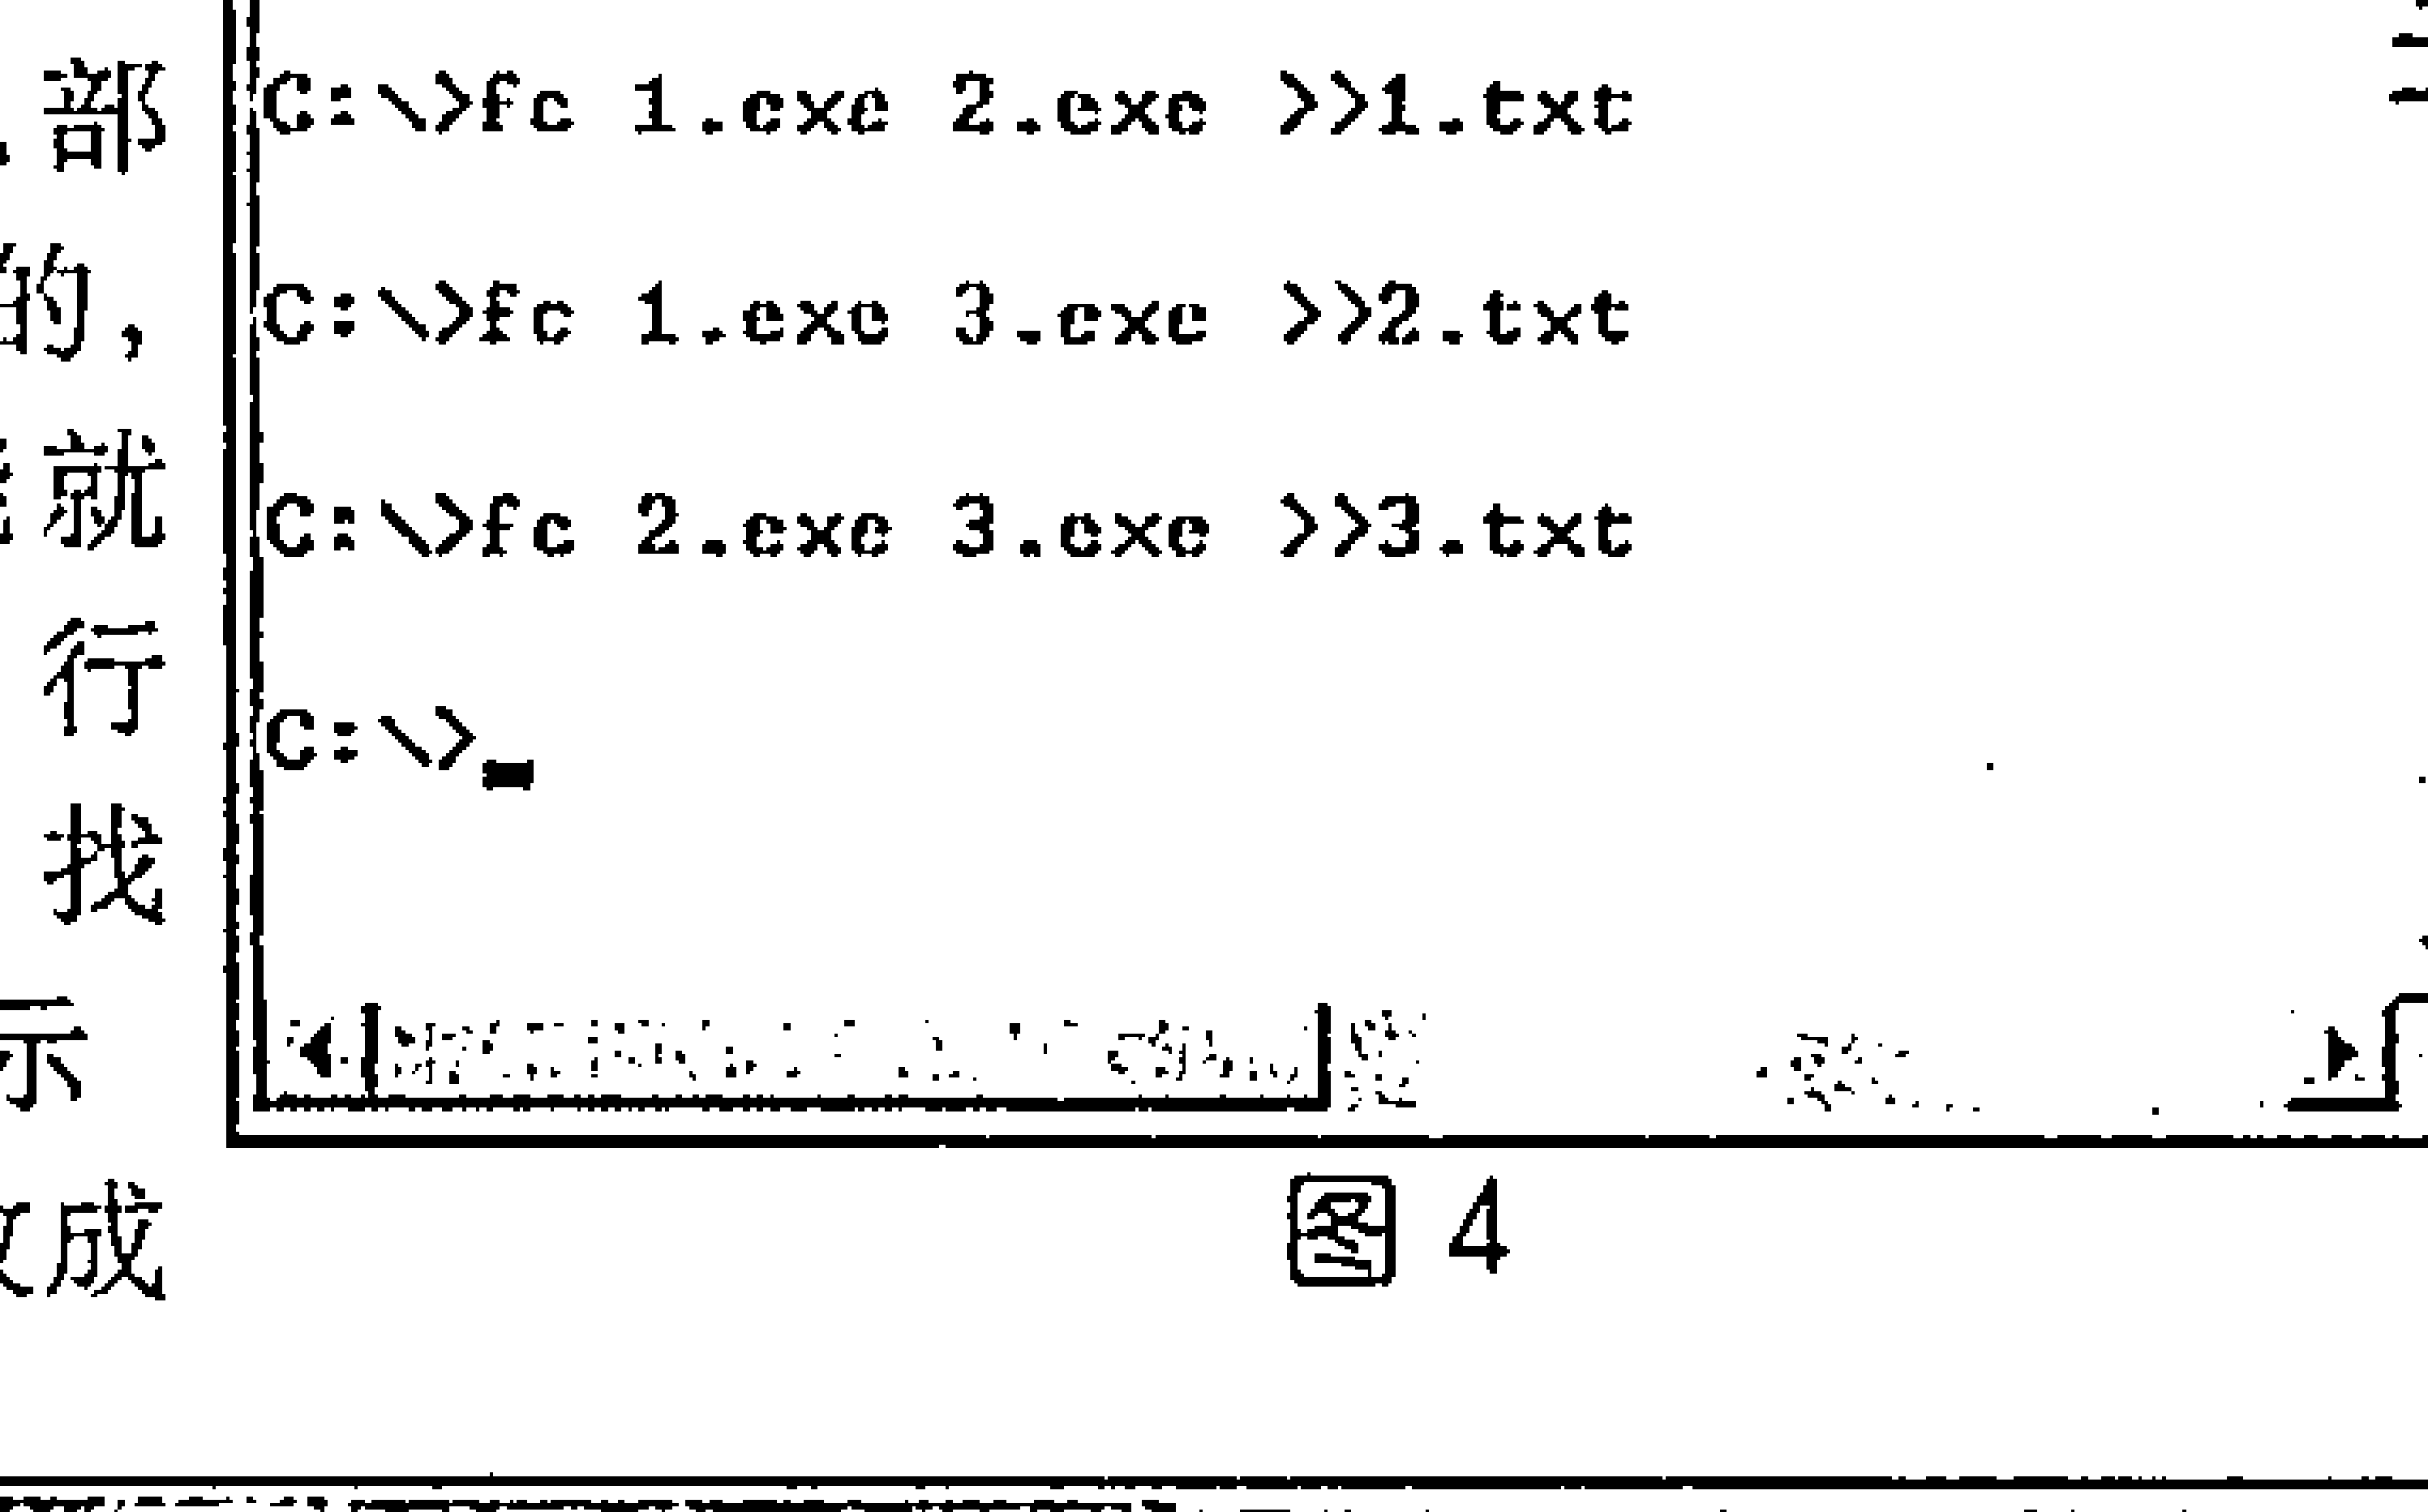 部
C:\>fc 1.exe 2.exe >>1.txt
的，
C:\>fc 1.exe 3.exe >>2.txt
就
C:\>fc 2.exe 3.exe >>3.txt
行
C:\>_
找
示
成
图 4